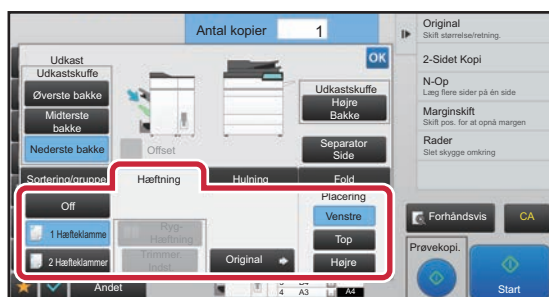 Antal kopier 1
Udkast
OK
Udkastskuffe
Øverste bakke
Midterste
bakke
Nederste bakke
Offset
Udkastskuffe
Højre
Bakke
Separator
Side
Sortering/gruppe
Hæftning
Hulning
Fold
Off
1 Hæfteklamme
2 Hæfteklammer
Ryg-
Hæftning
Trimmer
Indst.
Original
Placering
Venstre
Top
Højre
Andet
4 A3
A4
Original
Skift størrelse/retning.
2-Sidet Kopi
N-Op
Læg flere sider på én side
Marginskift
Skift pos. for at opnå margen
Rader
Slet skygge omkring
Forhåndsvis
CA
Prøvekopi.
Start